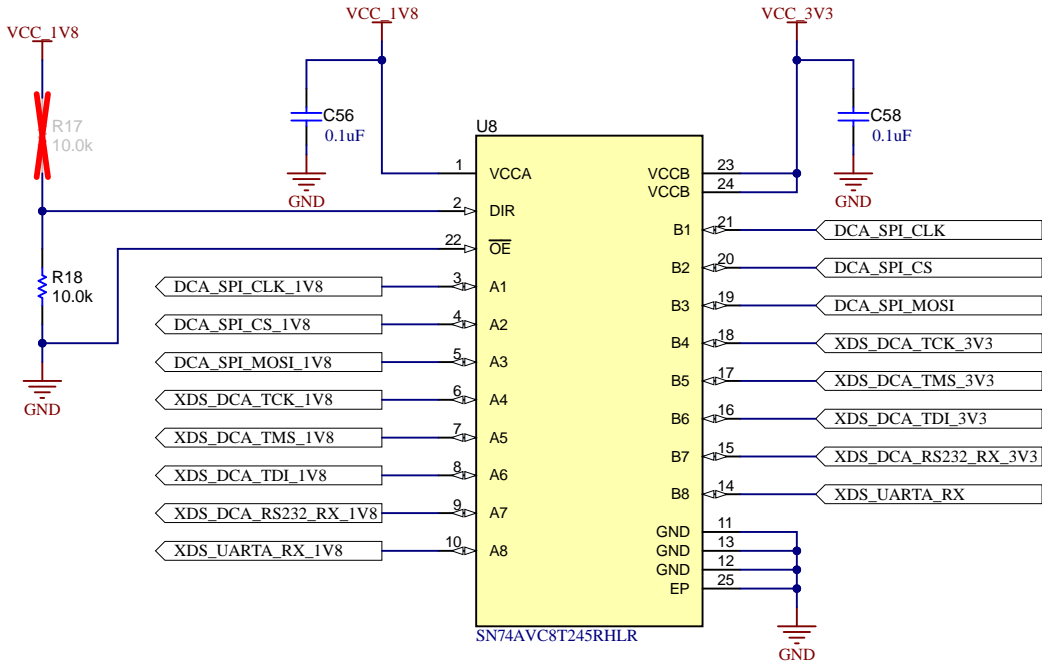 VCC_1V8
VCC_3V3
VCC_1V8
R17
10.0k
C56
0.1uF
C58
0.1uF
GND
GND
U8
1
VCCA
VCCB
23
VCCB
24
2
DIR
22
OE
B1
21
DCA_SPI_CLK
R18
10.0k
B2
20
DCA_SPI_CS
DCA_SPI_CLK_1V8
3
A1
B3
19
DCA_SPI_MOSI
DCA_SPI_CS_1V8
4
A2
B4
18
XDS_DCA_TCK_3V3
DCA_SPI_MOSI_1V8
5
A3
B5
17
XDS_DCA_TMS_3V3
GND
XDS_DCA_TCK_1V8
6
A4
B6
16
XDS_DCA_TDI_3V3
XDS_DCA_TMS_1V8
7
A5
B7
15
XDS_DCA_RS232_RX_3V3
XDS_DCA_TDI_1V8
8
A6
B8
14
XDS_UARTA_RX
XDS_DCA_RS232_RX_1V8
9
A7
GND
11
XDS_UARTA_RX_1V8
10
A8
GND
13
GND
12
EP
25
SN74AVC8T245RHLR
GND